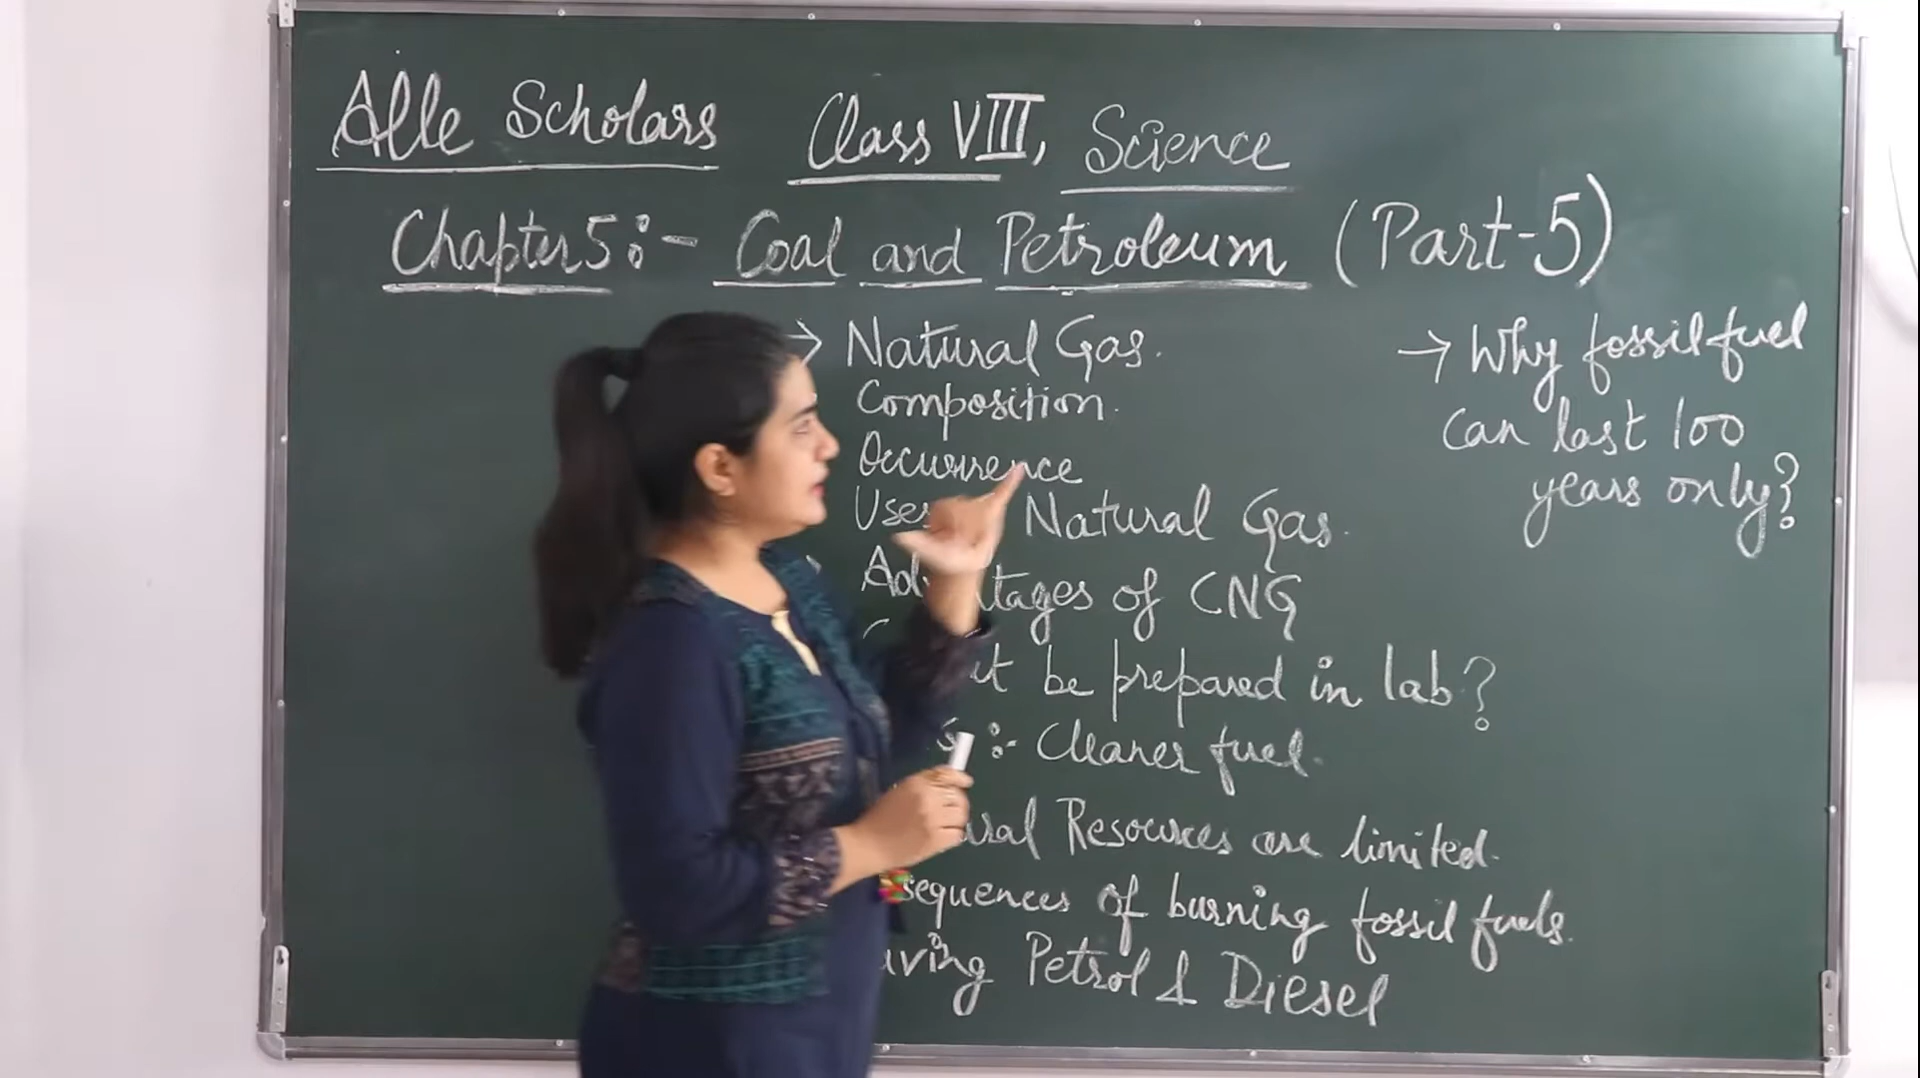 Alle Scholars Class VIII, Science
Chapter 5:- Coal and Petroleum (Part-5)
→ Natural Gas.
Composition.
Occurrence
Uses Natural Gas.
Advantages of CNG
be prepared in lab?
:- Cleaner fuel.
Resources are limited.
of burning fossil fuels.
Petrol & Diesel
→ Why fossil fuel
can last 100
years only?